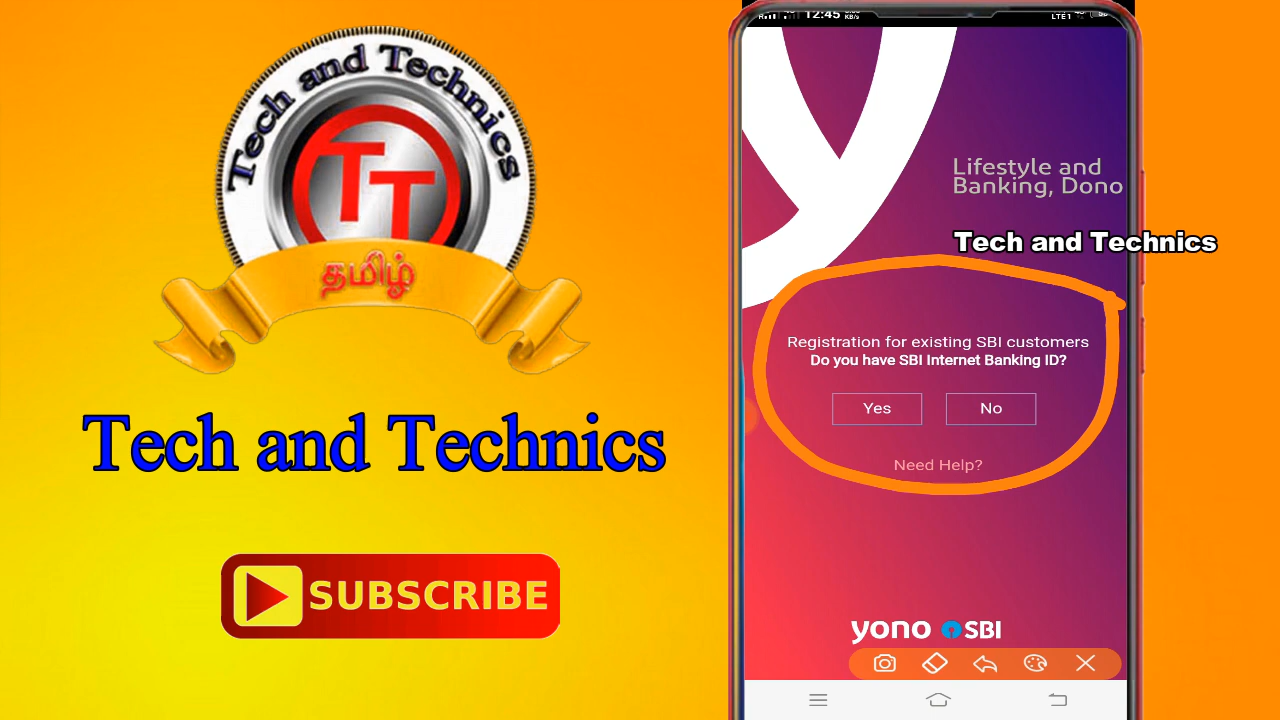 Tech and Technics
TT
தமிழ்
Tech and Technics
SUBSCRIBE
12:45
KB/s
LTE1
Lifestyle and
Banking, Dono
Tech and Technics
Registration for existing SBI customers
Do you have SBI Internet Banking ID?
Yes
No
Need Help?
yono SBI